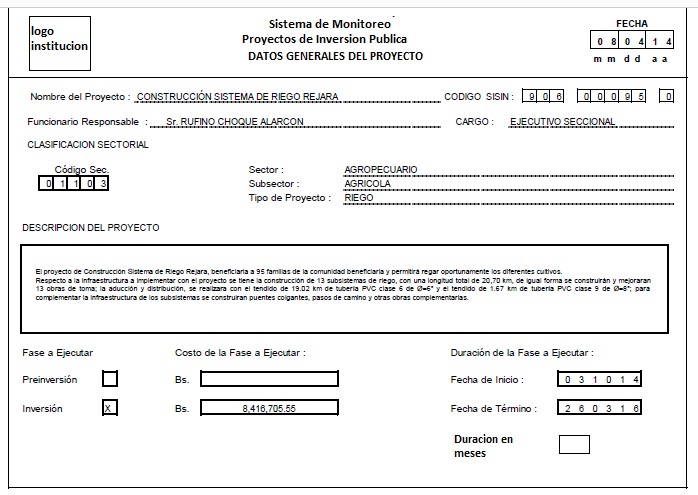 logo
institucion
Sistema de Monitoreo
Proyectos de Inversion Publica
DATOS GENERALES DEL PROYECTO
FECHA
0 8 0 4 1 4
m m d d a a
Nombre del Proyecto : CONSTRUCCIÓN SISTEMA DE RIEGO REJARA CODIGO SISIN : 9 0 6 0 0 0 9 5 0
Funcionario Responsable : Sr. RUFINO CHOQUE ALARCON CARGO : EJECUTIVO SECCIONAL
CLASIFICACION SECTORIAL
Código Sec.
0 1 1 0 3
Sector : AGROPECUARIO
Subsector : AGRICOLA
Tipo de Proyecto : RIEGO
DESCRIPCION DEL PROYECTO
El proyecto de Construcción Sistema de Riego Rejara, beneficiaria a 95 familias de la comunidad beneficiaria y permitirá regar oportunamente los diferentes cultivos.
Respecto a la infraestructura a implementar con el proyecto se tiene la construcción de 13 subsistemas de riego, con una longitud total de 20,70 km, de igual forma se construirán y mejoraran
13 obras de toma; la aducción y distribución, se realizara con el tendido de 19.02 km de tubería PVC clase 6 de Ø=6" y el tendido de 1.67 km de tubería PVC clase 9 de Ø=8"; para
complementar la infraestructura de los subsistemas se construiran puentes colgantes, pasos de camino y otras obras complementarias.
Fase a Ejecutar Costo de la Fase a Ejecutar : Duración de la Fase a Ejecutar :
Preinversión Bs. Fecha de Inicio : 0 3 1 0 1 4
Inversión X Bs. 8,416,705.55 Fecha de Término : 2 6 0 3 1 6
Duracion en
meses